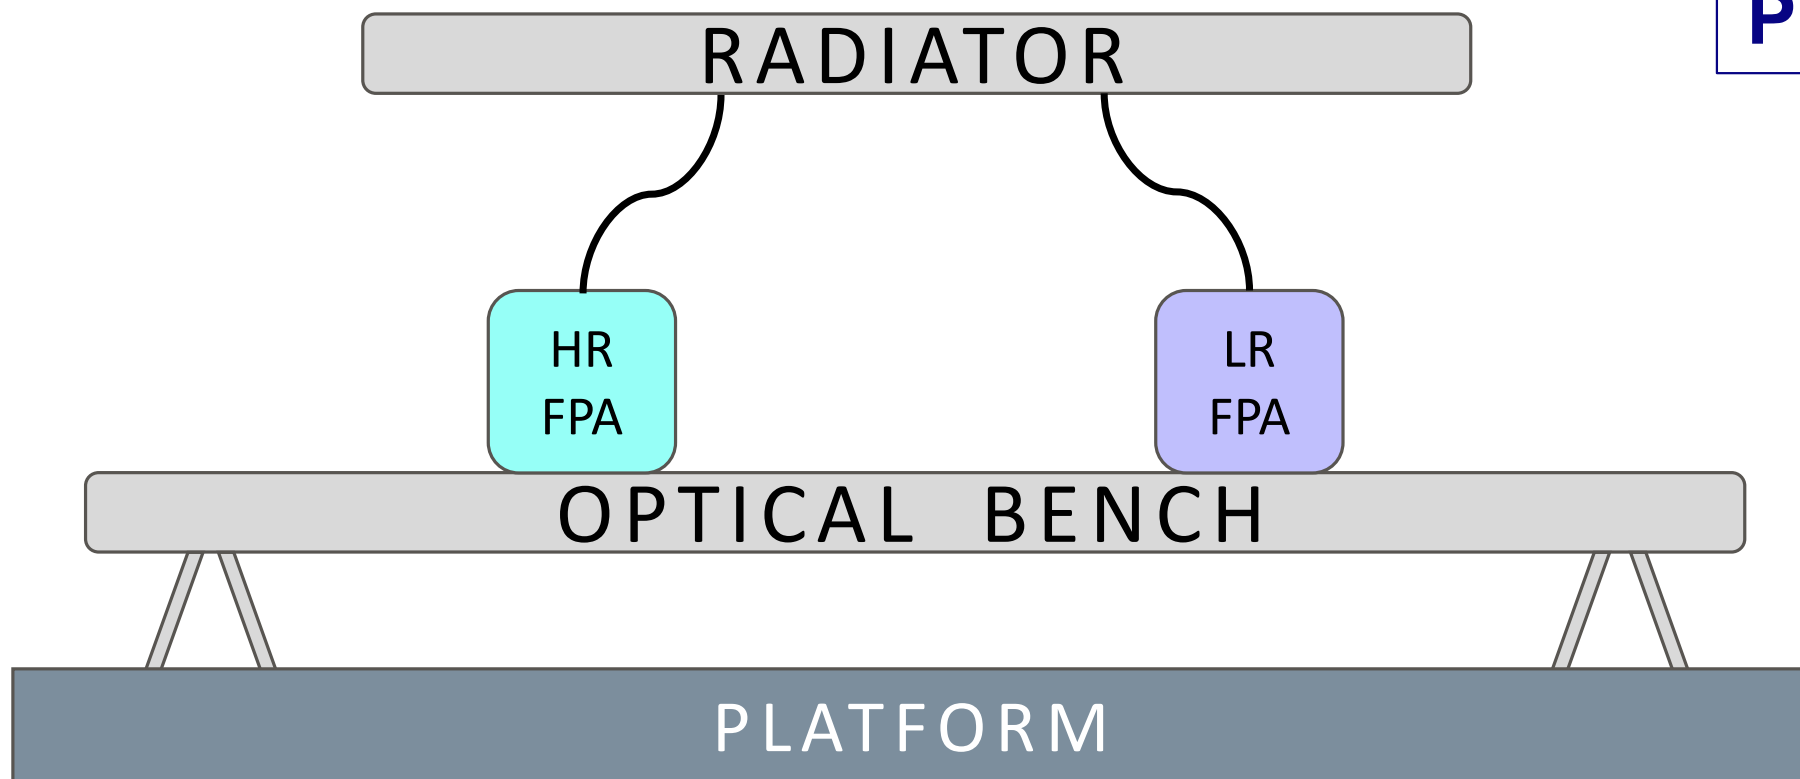 RADIATOR
P
HR
FPA
LR
FPA
OPTICAL BENCH
PLATFORM